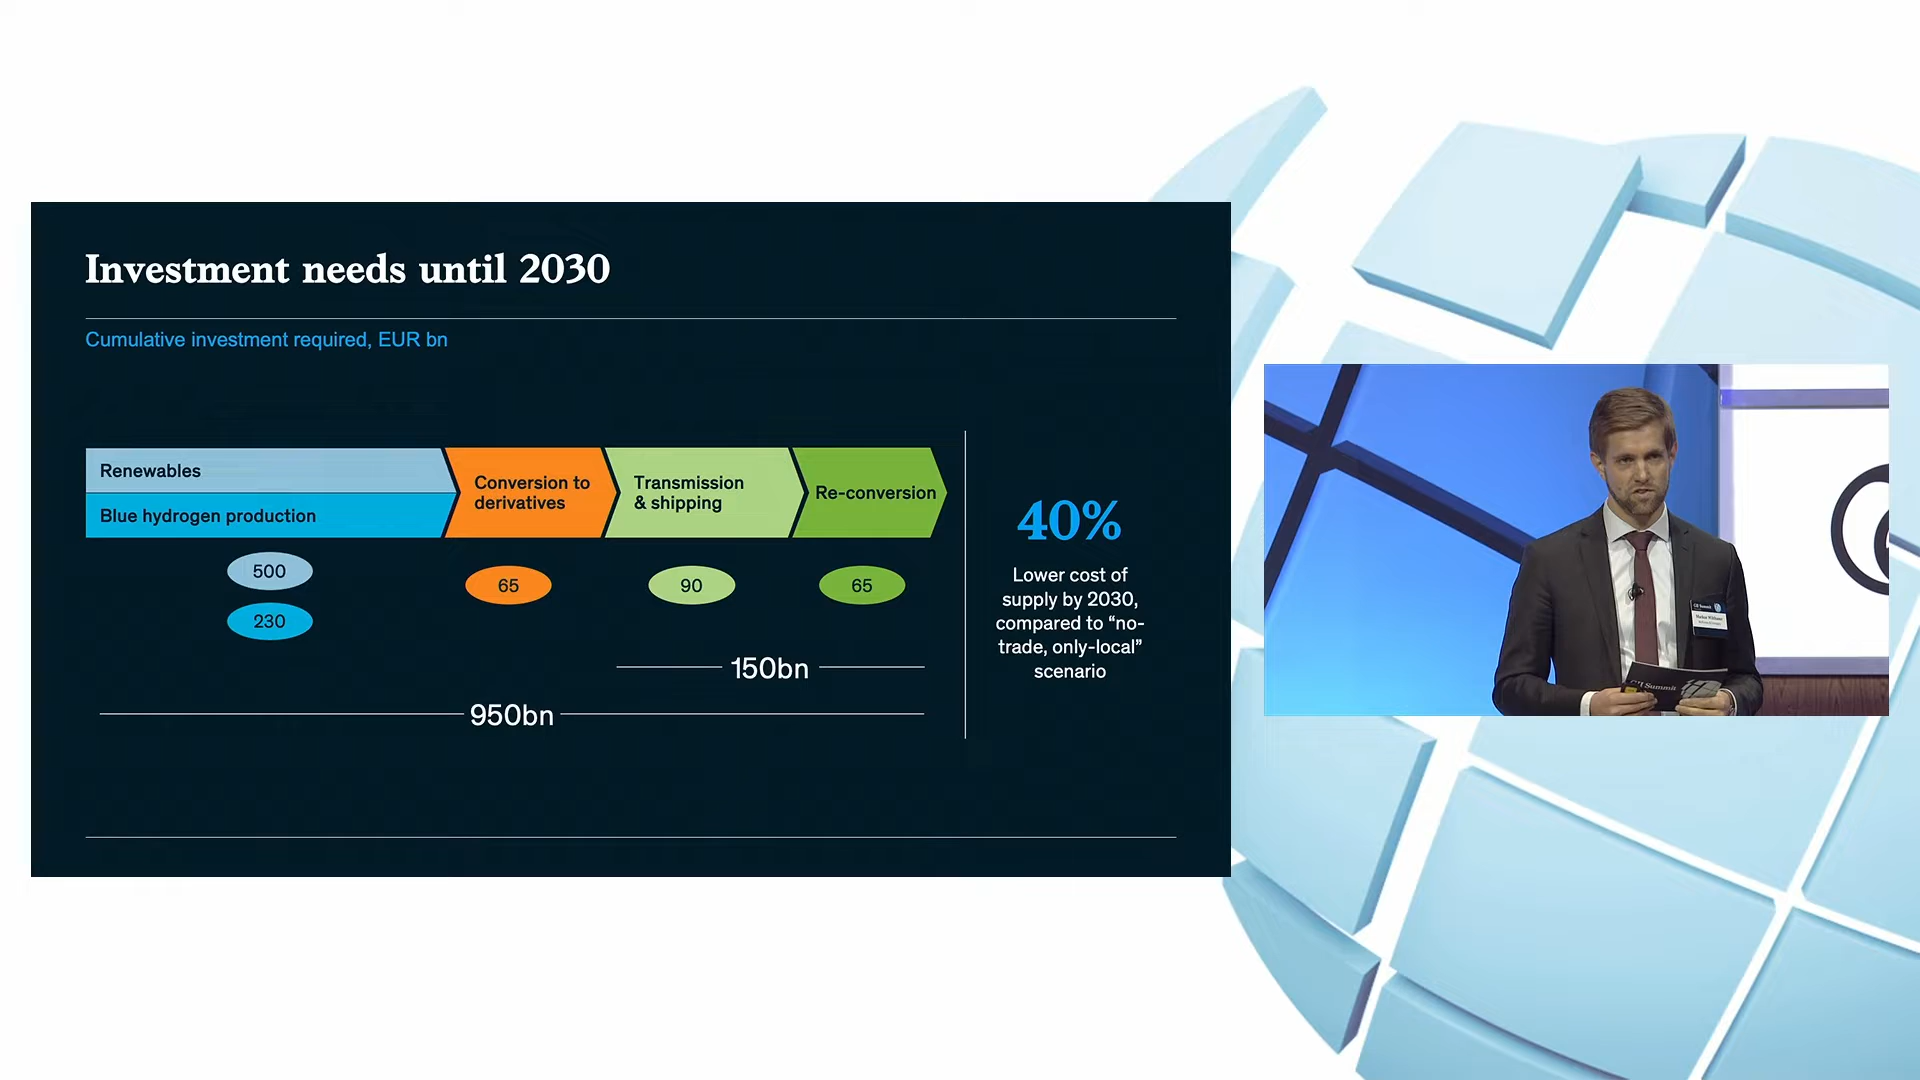 Investment needs until 2030
Cumulative investment required, EUR bn
Renewables
Blue hydrogen production
Conversion to
derivatives
Transmission
& shipping
Re-conversion
500
230
65
90
65
150bn
950bn
40%
Lower cost of
supply by 2030,
compared to “no-
trade, only-local”
scenario
Summit